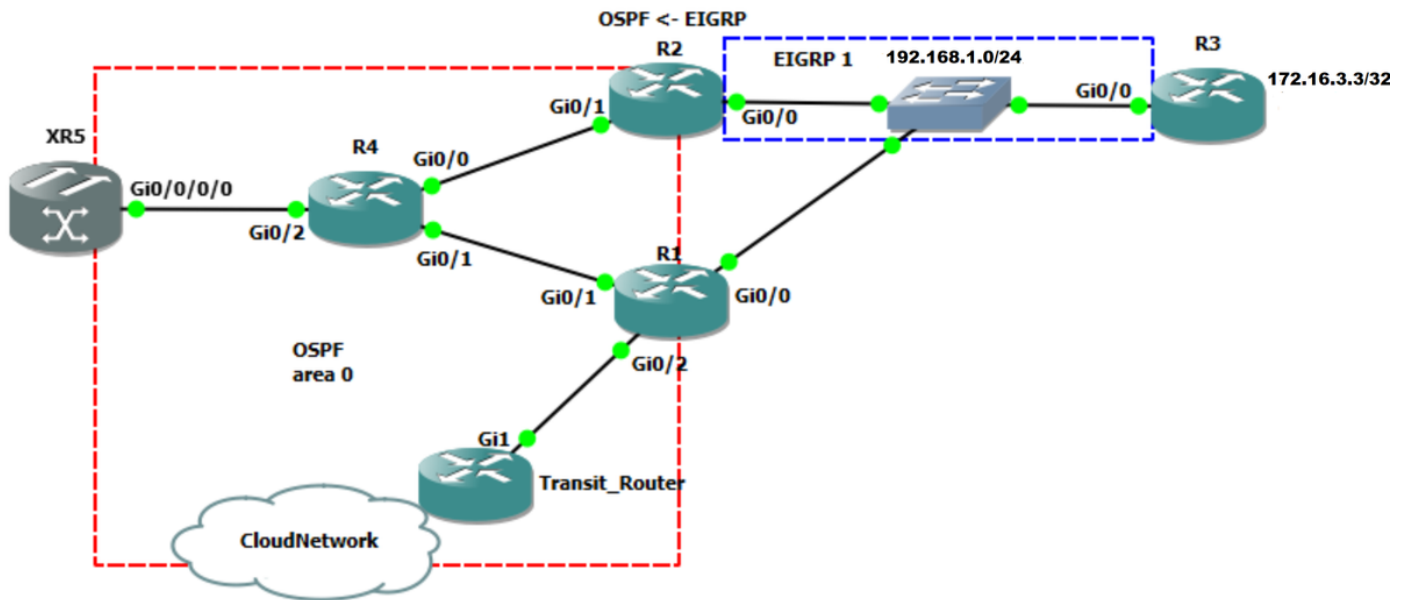 OSPF <- EIGRP
R2
EIGRP 1
192.168.1.0/24
R3
172.16.3.3/32
Gi0/1
Gi0/0
Gi0/0
XR5
R4
Gi0/0
Gi0/0/0/0
Gi0/2
Gi0/1
R1
Gi0/1
Gi0/0
OSPF
area 0
Gi0/2
Gi1
Transit_Router
CloudNetwork